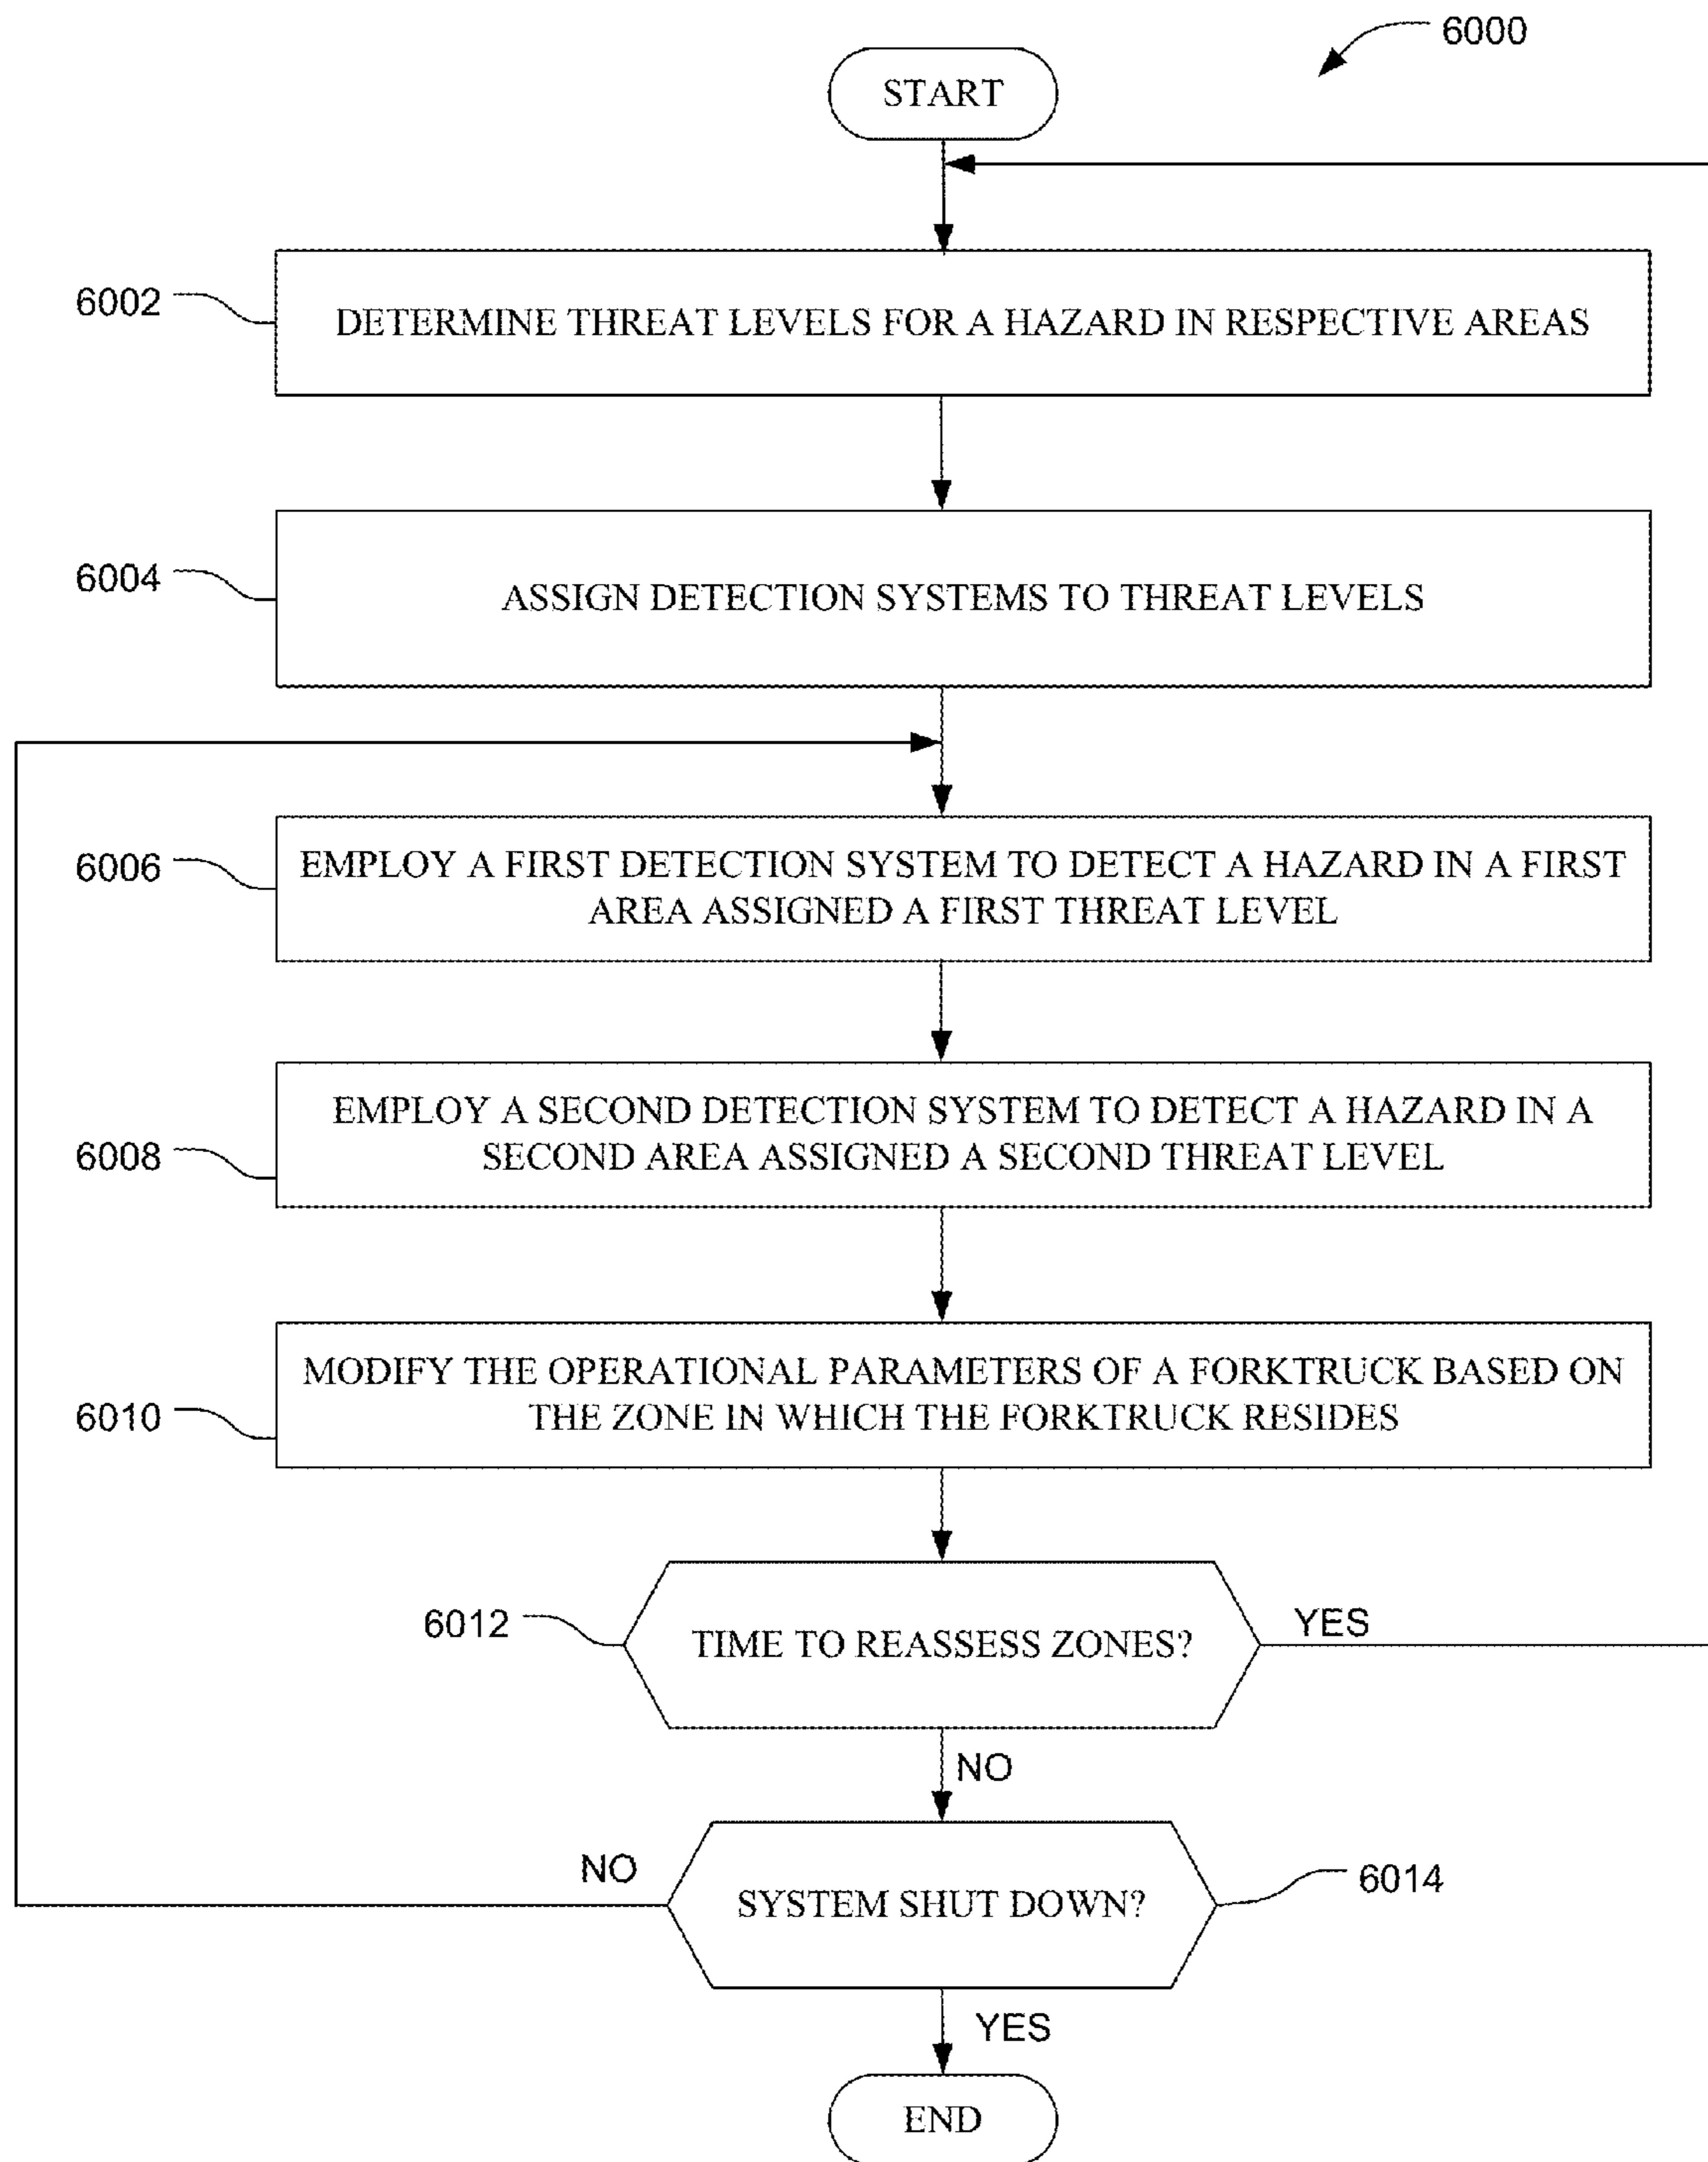 6000
START
6002
DETERMINE THREAT LEVELS FOR A HAZARD IN RESPECTIVE AREAS
6004
ASSIGN DETECTION SYSTEMS TO THREAT LEVELS
6006
EMPLOY A FIRST DETECTION SYSTEM TO DETECT A HAZARD IN A FIRST
AREA ASSIGNED A FIRST THREAT LEVEL
6008
EMPLOY A SECOND DETECTION SYSTEM TO DETECT A HAZARD IN A
SECOND AREA ASSIGNED A SECOND THREAT LEVEL
6010
MODIFY THE OPERATIONAL PARAMETERS OF A FORKTRUCK BASED ON
THE ZONE IN WHICH THE FORKTRUCK RESIDES
6012
TIME TO REASSESS ZONES?
YES
NO
NO
SYSTEM SHUT DOWN?
6014
YES
END